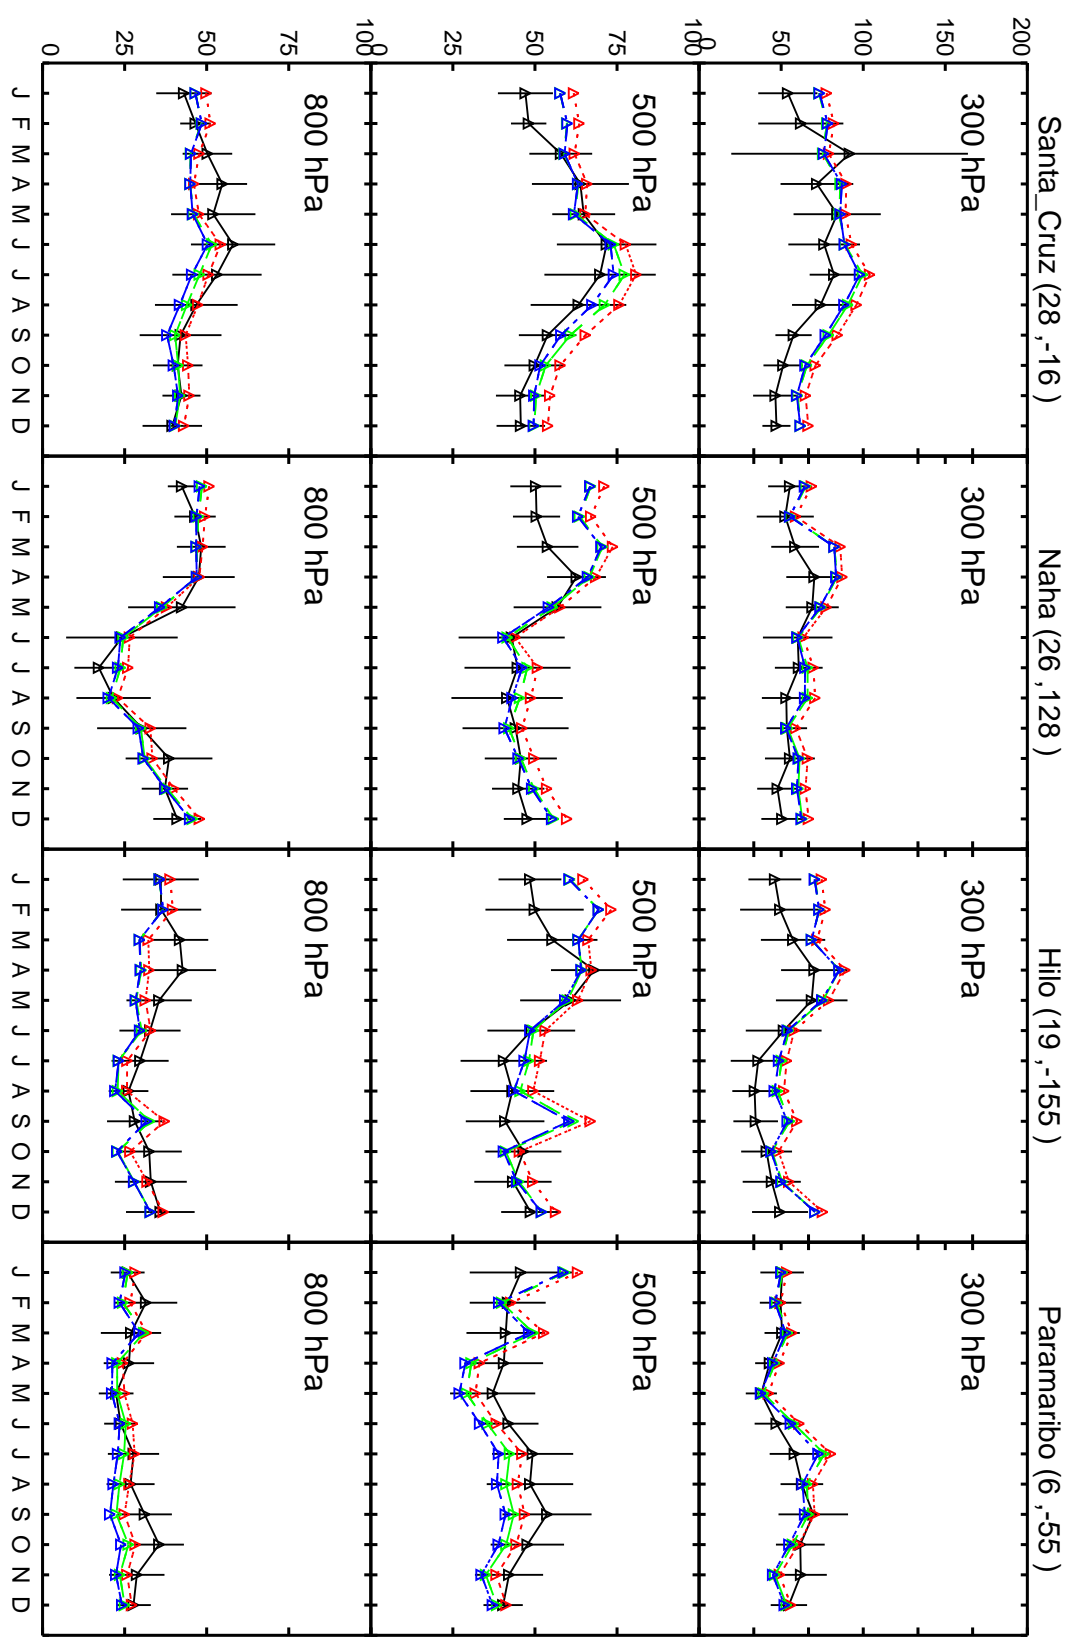 Santa_Cruz (28 ,-16 )
Naha (26 ,128 )
Hilo (19 ,-155 )
Paramaribo (6 ,-55 )
200
150
100
50
0
300 hPa
300 hPa
300 hPa
300 hPa
100
75
50
25
0
500 hPa
500 hPa
500 hPa
500 hPa
100
75
50
25
0
800 hPa
800 hPa
800 hPa
800 hPa
J F M A M J J A S O N D
J F M A M J J A S O N D
J F M A M J J A S O N D
J F M A M J J A S O N D